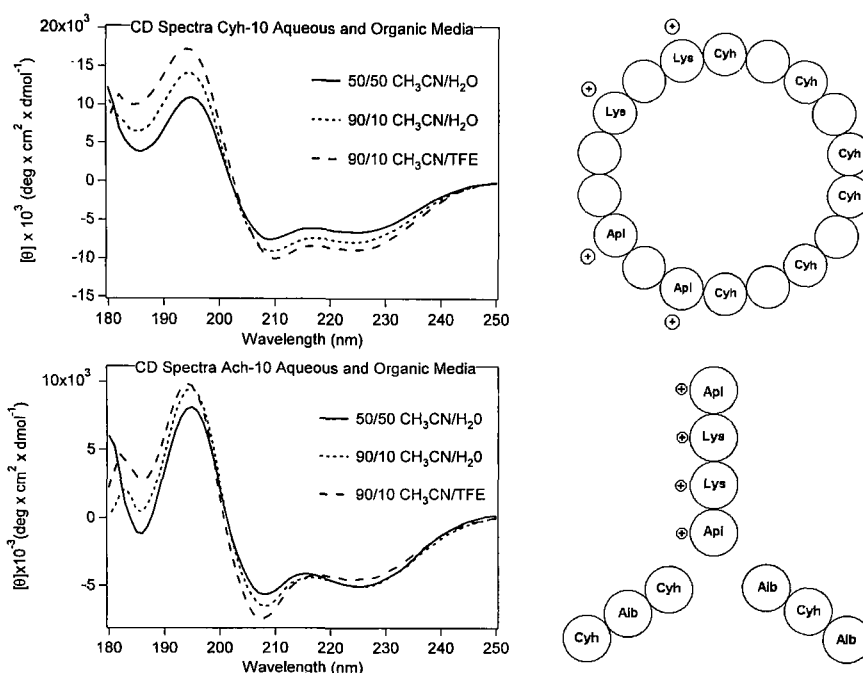 CD Spectra Cyh-10 Aqueous and Organic Media
20x10³
15
10
5
0
-5
-10
-15
[θ] x 10³ (deg x cm² x dmol⁻¹)
50/50 CH₃CN/H₂O
90/10 CH₃CN/H₂O
90/10 CH₃CN/TFE
180 190 200 210 220 230 240 250
Wavelength (nm)
CD Spectra Ach-10 Aqueous and Organic Media
10x10³
5
0
-5
[θ]x10⁻³(deg x cm² x dmol⁻¹)
50/50 CH₃CN/H₂0
90/10 CH₃CN/H₂0
90/10 CH₃CN/TFE
180 190 200 210 220 230 240 250
Wavelength (nm)
+ Lys Cyh
Cyh
+ Lys
Cyh
Cyh
+ Api
Cyh
+ Api Cyh
+ Api
+ Lys
+ Lys
+ Api
Cyh Aib Cyh
Aib Cyh Aib